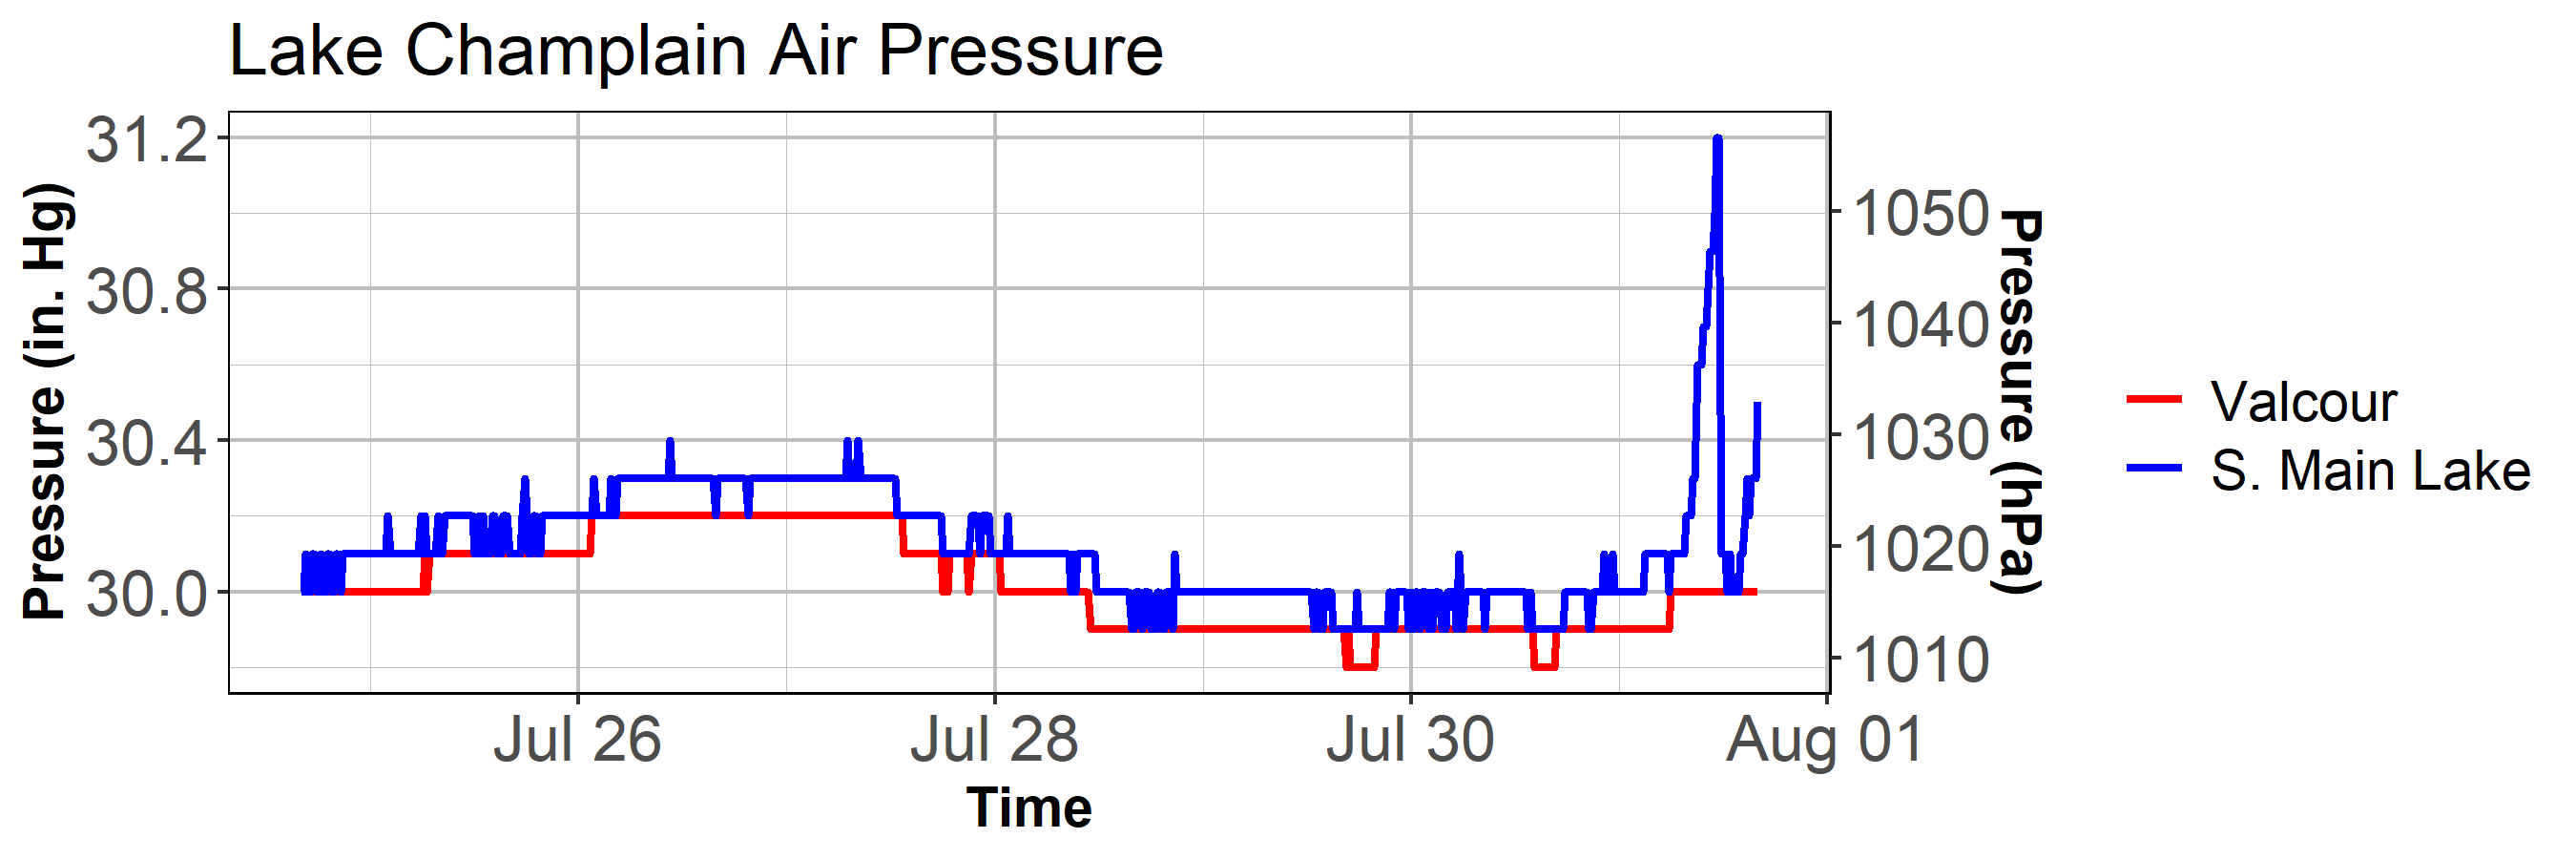 Lake Champlain Air Pressure
Pressure (in. Hg)
31.2
30.8
30.4
30.0
1050
1040
1030
1020
1010
Pressure (hPa)
Valcour
S. Main Lake
Jul 26
Jul 28
Jul 30
Aug 01
Time